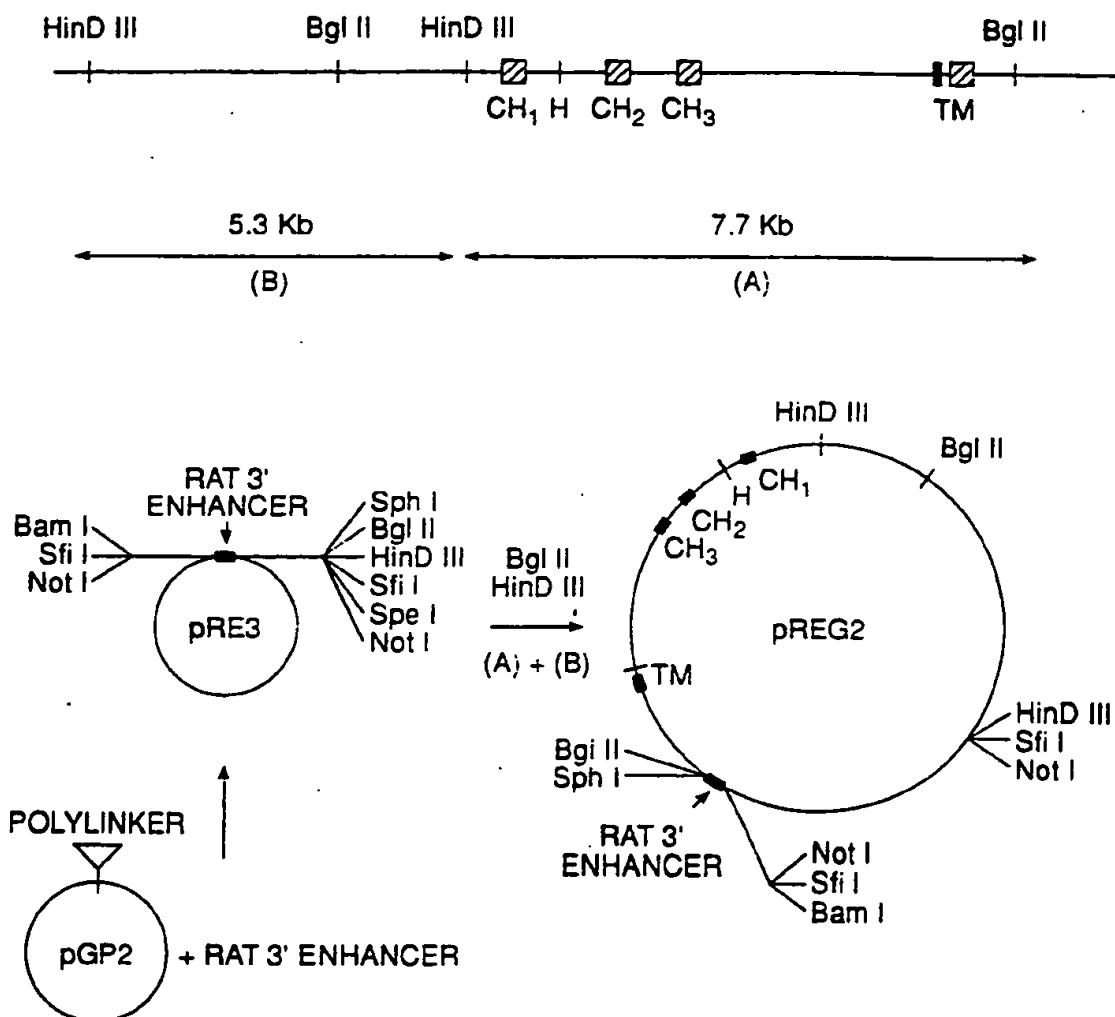 HinD III
Bgl II
HinD III
Bgl II
CH1
H
CH2
CH3
TM
5.3 Kb
7.7 Kb
(B)
(A)
RAT 3'
ENHANCER
Bam I
Sfi I
Not I
Sph I
Bgl II
HinD III
Sfi I
Spe I
Not I
pRE3
Bgl II
HinD III
(A) + (B)
HinD III
Bgl II
CH1
H
CH2
CH3
pREG2
TM
Bgi II
Sph I
RAT 3'
ENHANCER
HinD III
Sfi I
Not I
Not I
Sfi I
Bam I
POLYLINKER
pGP2
+ RAT 3' ENHANCER